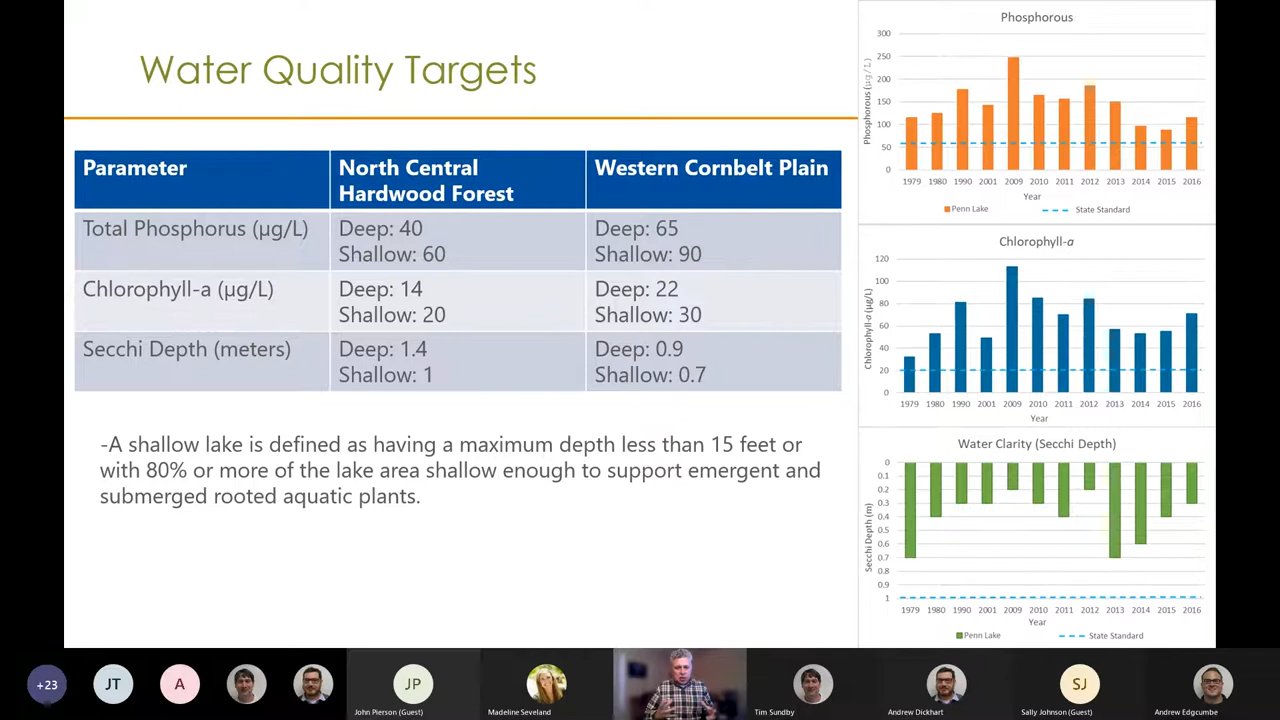 Water Quality Targets
Parameter
North Central
Hardwood Forest
Western Cornbelt Plain
Total Phosphorus (µg/L)
Deep: 40
Shallow: 60
Deep: 65
Shallow: 90
Chlorophyll-a (µg/L)
Deep: 14
Shallow: 20
Deep: 22
Shallow: 30
Secchi Depth (meters)
Deep: 1.4
Shallow: 1
Deep: 0.9
Shallow: 0.7
-A shallow lake is defined as having a maximum depth less than 15 feet or
with 80% or more of the lake area shallow enough to support emergent and
submerged rooted aquatic plants.
Phosphorous
Phosphorous (µg/L)
300
250
200
150
100
50
0
1979 1980 1990 2001 2009 2010 2011 2012 2013 2014 2015 2016
Year
Penn Lake State Standard
Chlorophyll-a
Chlorophyll-a (µg/L)
120
100
80
60
40
20
0
1979 1980 1990 2001 2009 2010 2011 2012 2013 2014 2015 2016
Year
Water Clarity (Secchi Depth)
Secchi Depth (m)
0
0.1
0.2
0.3
0.4
0.5
0.6
0.7
0.8
0.9
1
1979 1980 1990 2001 2009 2010 2011 2012 2013 2014 2015 2016
Year
Penn Lake State Standard
+23
JT
A
JP
John Pierson (Guest)
Madeline Seveland
Tim Sundby
Andrew Dickhart
SJ
Sally Johnson (Guest)
Andrew Edgcumbe